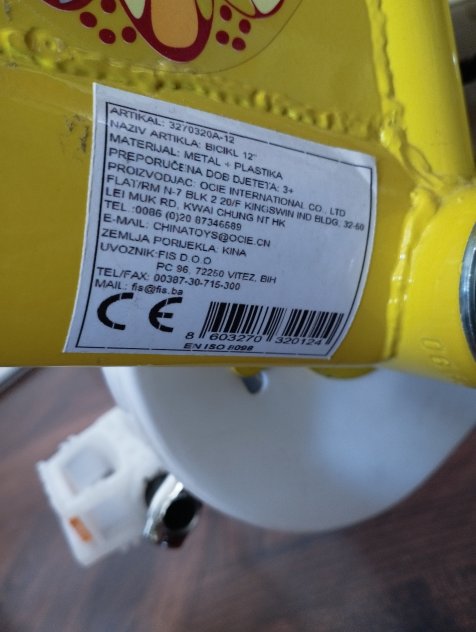 ARTIKAL: 3270320A-12
NAZIV ARTIKLA: BICIKL 12"
MATERIJAL: METAL + PLASTIKA
PREPORUČENA DOB DJETETA: 3+
PROIZVODJAC: OCIE INTERNATIONAL CO., LTD
FLAT/RM N-7 BLK 2 20/F KINGSWIN IND BLDG, 32-50
LEI MUK RD, KWAI CHUNG NT HK
TEL :0086 (0)20 87346589
E-MAIL: CHINATOYS@OCIE.CN
ZEMLJA PORIJEKLA: KINA
UVOZNIK:FIS D.O.O
PC 96, 72250 VITEZ, BIH
TEL/FAX: 00387-30-715-300
MAIL: fis@fis.ba
CE
8 603270 320124
EN ISO 8098